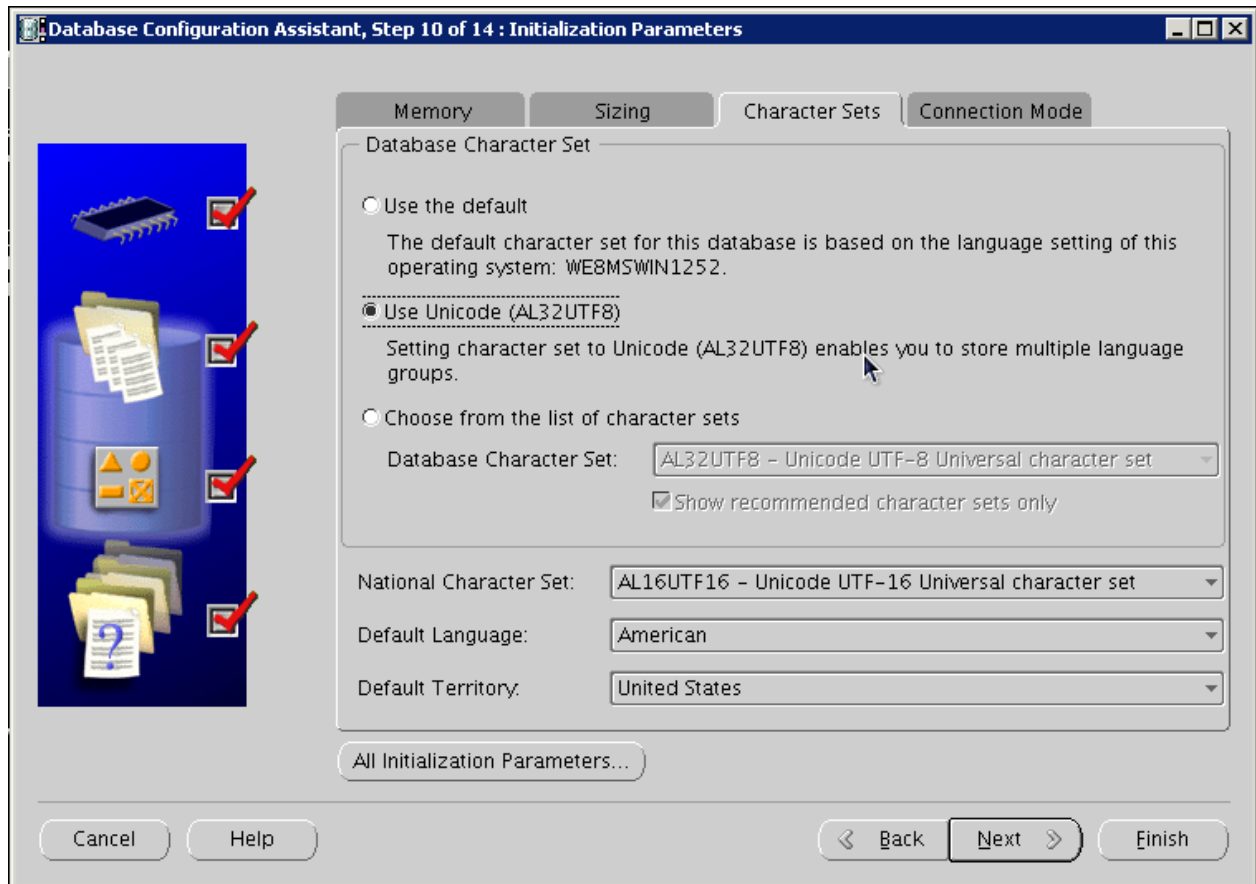 Database Configuration Assistant, Step 10 of 14 : Initialization Parameters
Memory
Sizing
Character Sets
Connection Mode
Database Character Set
Use the default
The default character set for this database is based on the language setting of this
operating system: WE8MSWIN1252.
Use Unicode (AL32UTF8)
Setting character set to Unicode (AL32UTF8) enables you to store multiple language
groups.
Choose from the list of character sets
Database Character Set:
AL32UTF8 - Unicode UTF-8 Universal character set
Show recommended character sets only
National Character Set:
AL16UTF16 - Unicode UTF-16 Universal character set
Default Language:
American
Default Territory:
United States
All Initialization Parameters...
Cancel
Help
Back
Next
Finish